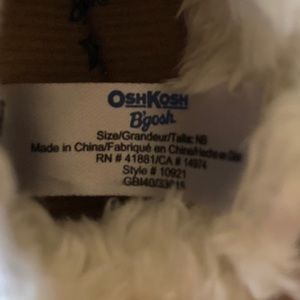 OSHKOSH
B'gosh
Size/Grandeur/Talla: NB
Made in China/Fabriqué en Chine/Hecho en
RN # 41881/CA # 14974
Style # 10921